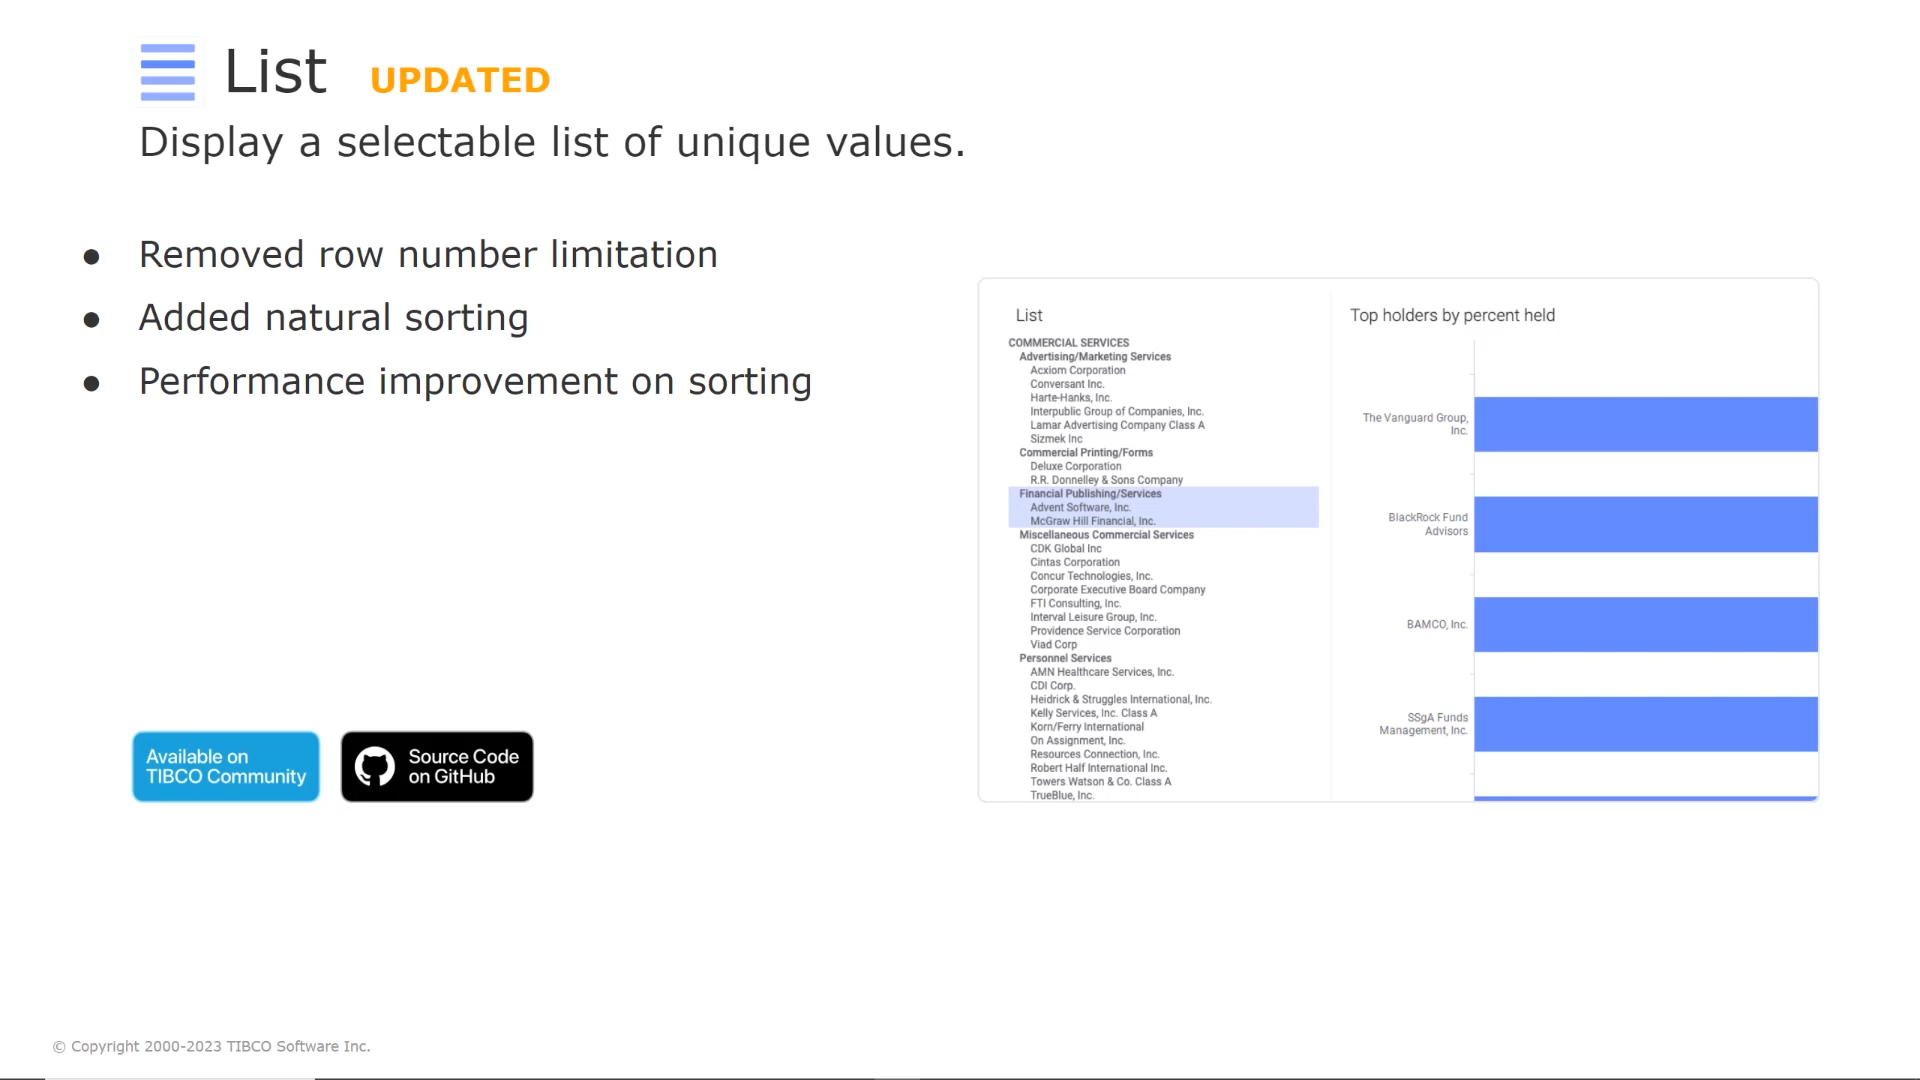 List UPDATED
Display a selectable list of unique values.
● Removed row number limitation
● Added natural sorting
● Performance improvement on sorting
Available on
TIBCO Community
Source Code
on GitHub
List
COMMERCIAL SERVICES
Advertising/Marketing Services
Acxiom Corporation
Conversant Inc.
Harte-Hanks, Inc.
Interpublic Group of Companies, Inc.
Lamar Advertising Company Class A
Sizmek Inc
Commercial Printing/Forms
Deluxe Corporation
R.R. Donnelley & Sons Company
Financial Publishing/Services
Advent Software, Inc.
McGraw Hill Financial, Inc.
Miscellaneous Commercial Services
CDK Global Inc
Cintas Corporation
Concur Technologies, Inc.
Corporate Executive Board Company
FTI Consulting, Inc.
Interval Leisure Group, Inc.
Providence Service Corporation
Viad Corp
Personnel Services
AMN Healthcare Services, Inc.
CDI Corp.
Heidrick & Struggles International, Inc.
Kelly Services, Inc. Class A
Korn/Ferry International
On Assignment, Inc.
Resources Connection, Inc.
Robert Half International Inc.
Towers Watson & Co. Class A
TrueBlue, Inc.
Top holders by percent held
The Vanguard Group,
Inc.
BlackRock Fund
Advisors
BAMCO, Inc.
SSgA Funds
Management, Inc.
© Copyright 2000-2023 TIBCO Software Inc.